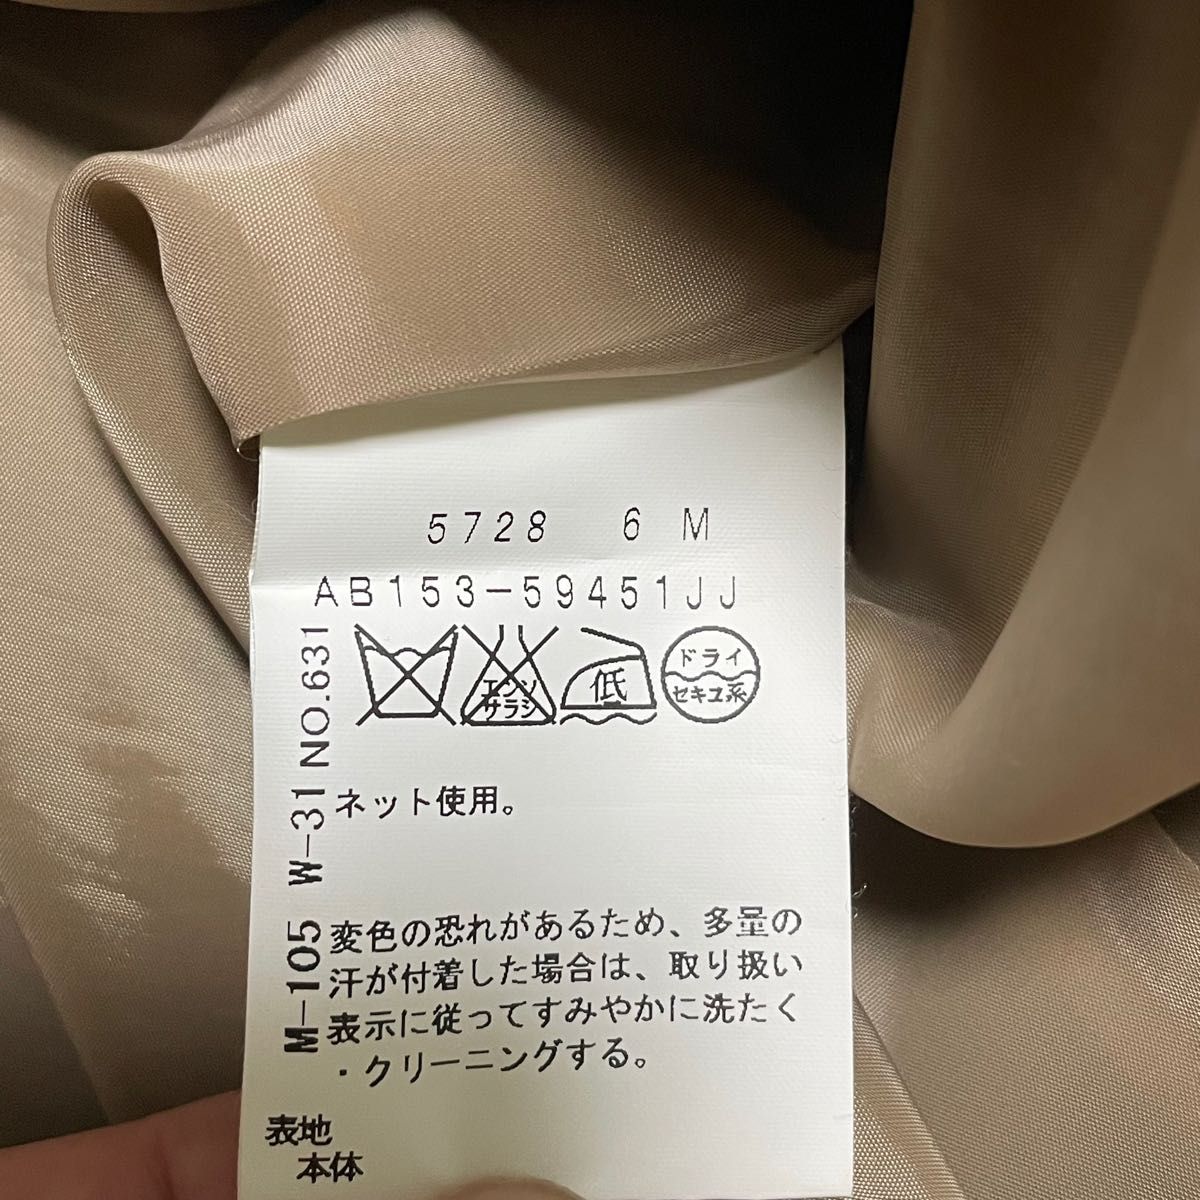 5728 6 M
AB153-59451JJ
エンソ
サラシ
低
ドライ
セキユ系
M-105 W-31 NO.631
ネット使用。
変色の恐れがあるため、多量の
汗が付着した場合は、取り扱い
表示に従ってすみやかに洗たく
・クリーニングする。
表地
本体